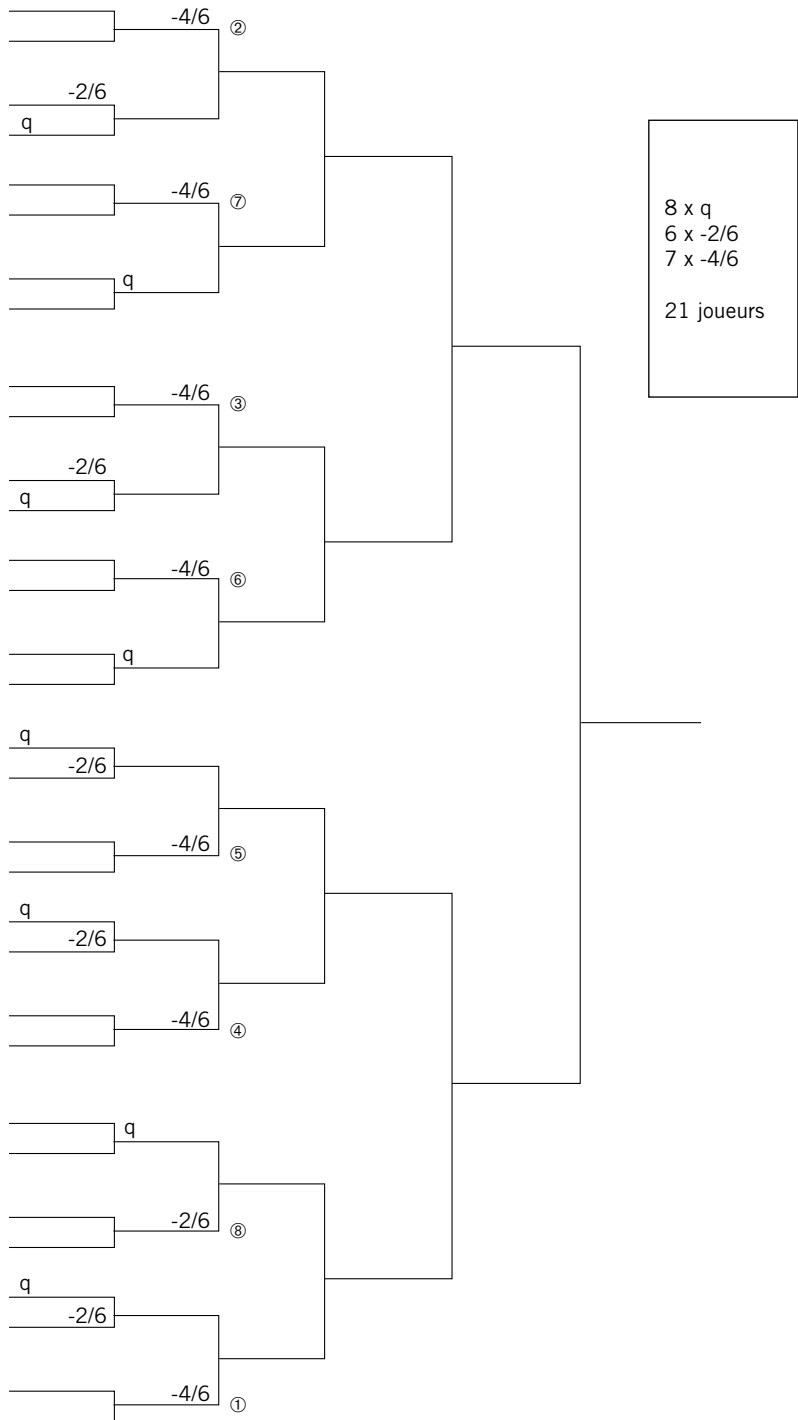 -4/6 ②
-2/6
q
-4/6 ⑦
q
-4/6 ③
-2/6
q
-4/6 ⑥
q
q
-2/6
-4/6 ⑤
q
-2/6
-4/6 ④
q
-2/6 ⑧
q
-2/6
-4/6 ①
8 x q
6 x -2/6
7 x -4/6
21 joueurs